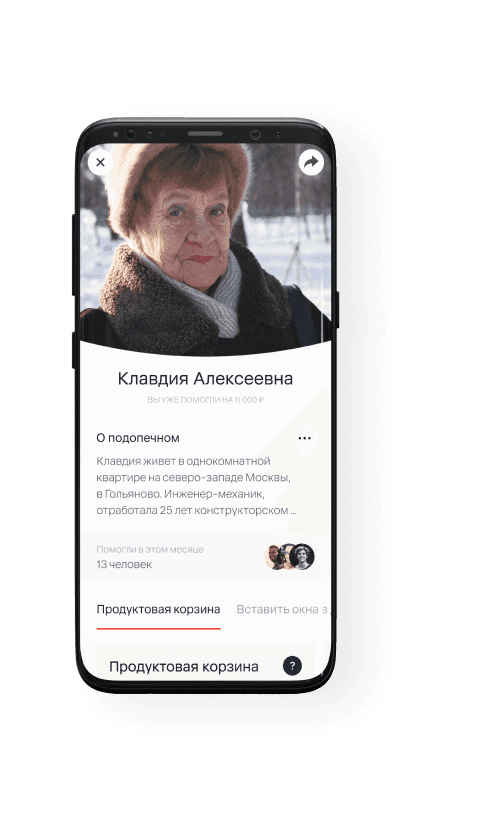 Клавдия Алексеевна
ВЫ УЖЕ ПОМОГЛИ НА 11 000 ₽
О подопечном
Клавдия живет в однокомнатной
квартире на северо-западе Москвы,
в Гольяново. Инженер-механик,
отработала 25 лет конструкторском ...
Помогли в этом месяце
13 человек
Продуктовая корзина Вставить окна в
Продуктовая корзина ?